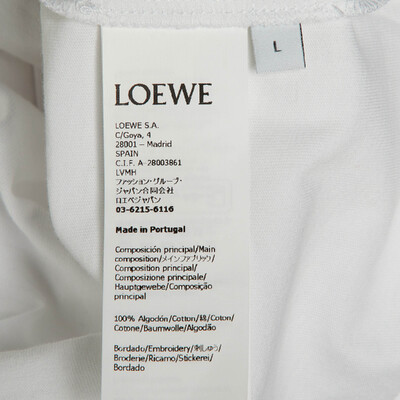 L
LOEWE
LOEWE S.A.
C/Goya, 4
28001 – Madrid
SPAIN
C.I.F. A-28003861
LVMH
ファッション・グループ・
ジャパン合同会社
ロエベジャパン
03-6215-6116
Made in Portugal
Composición principal/Main
composition/メインファブリック/
Composition principal/
Composizione principale/
Hauptgewebe/Composição
principal
100% Algodón/Cotton/綿/Coton/
Cotone/Baumwolle/Algodão
Bordado/Embroidery/刺しゅう/
Broderie/Ricamo/Stickerei/
Bordado